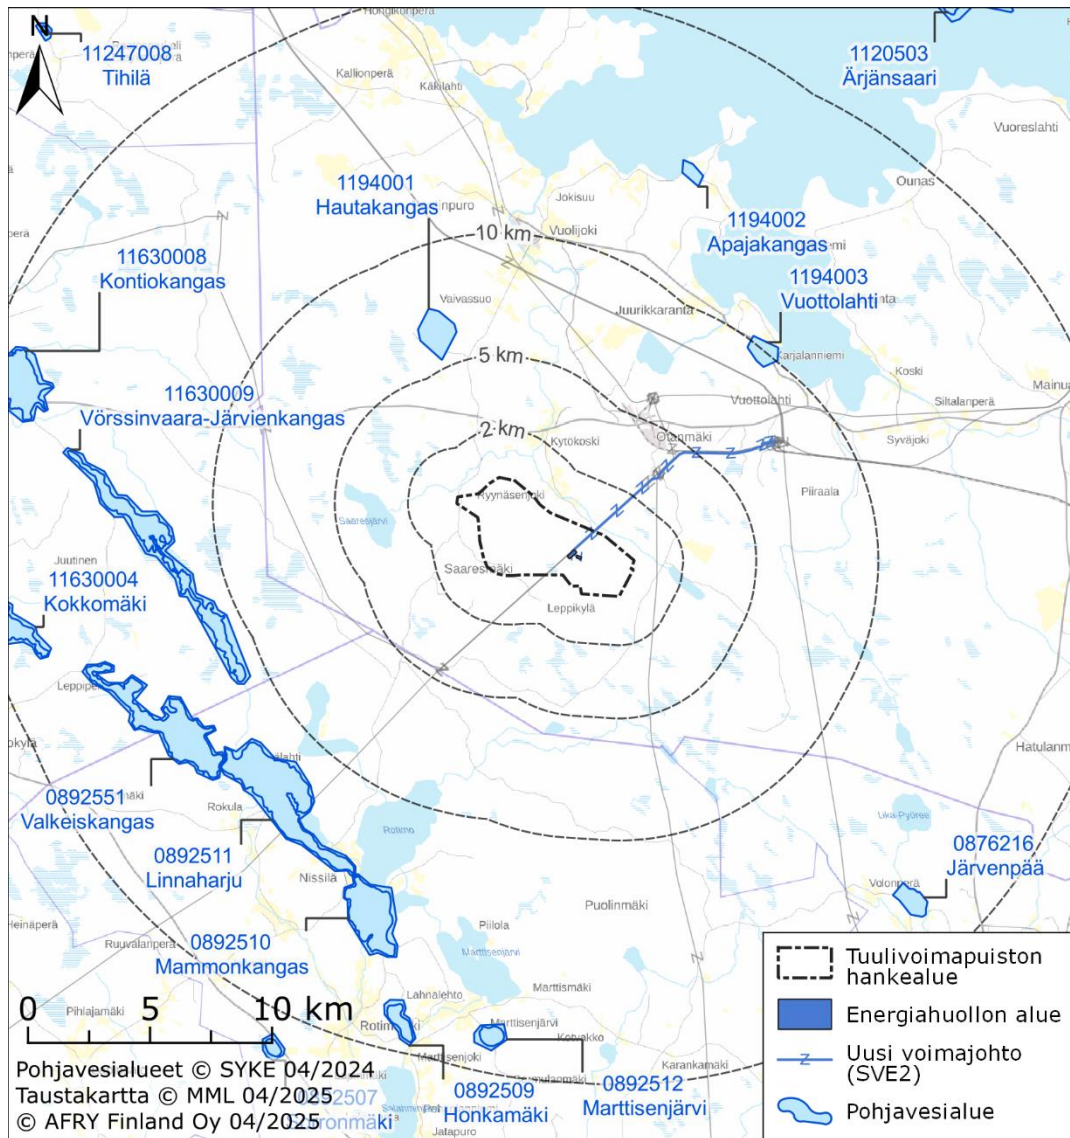 N
11247008
Tihilä
1120503
Ärjänsaari
Kallionperä
Käkilahti
Vuoreslahti
Ounas
1194001
Hautakangas
Jokisuu
Vuolijoki
10 km
1194002
Apajakangas
1194003
Vuottolahti
11630008
Kontiokangas
Vaivassuo
Juurikkaranta
Karjalanniemi
Koski
Mainua
5 km
11630009
Vörssinvaara-Järvienkangas
Vuottolahti
Siltalanperä
2 km
Kytökoski
Otanmäki
Syväjoki
Ryynäsenjoki
Piiraala
Saaresjärvi
Juutinen
Saaresmäki
11630004
Kokkomäki
Leppikylä
0892551
Valkeiskangas
Rokula
0892511
Linnaharju
Rotimo
Nissilä
0876216
Järvenpää
Volonperä
Puolinmäki
Heinäperä
Ruuvalanperä
0892510
Mammonkangas
Piilola
Marttisenjärvi
Lahnalehto
Marttismäki
Pihlajamäki
Marttisenjärvi
Kotvakko
Marttisenjoki
Karankamäki
0892509
Honkamäki
0892512
Marttisenjärvi
0892507
Jatapuro
0 5 10 km
Pohjavesialueet © SYKE 04/2024
Taustakartta © MML 04/2025
© AFRY Finland Oy 04/2025
Tuulivoimapuiston
hankealue
Energiahuollon alue
Uusi voimajohto
(SVE2)
Pohjavesialue